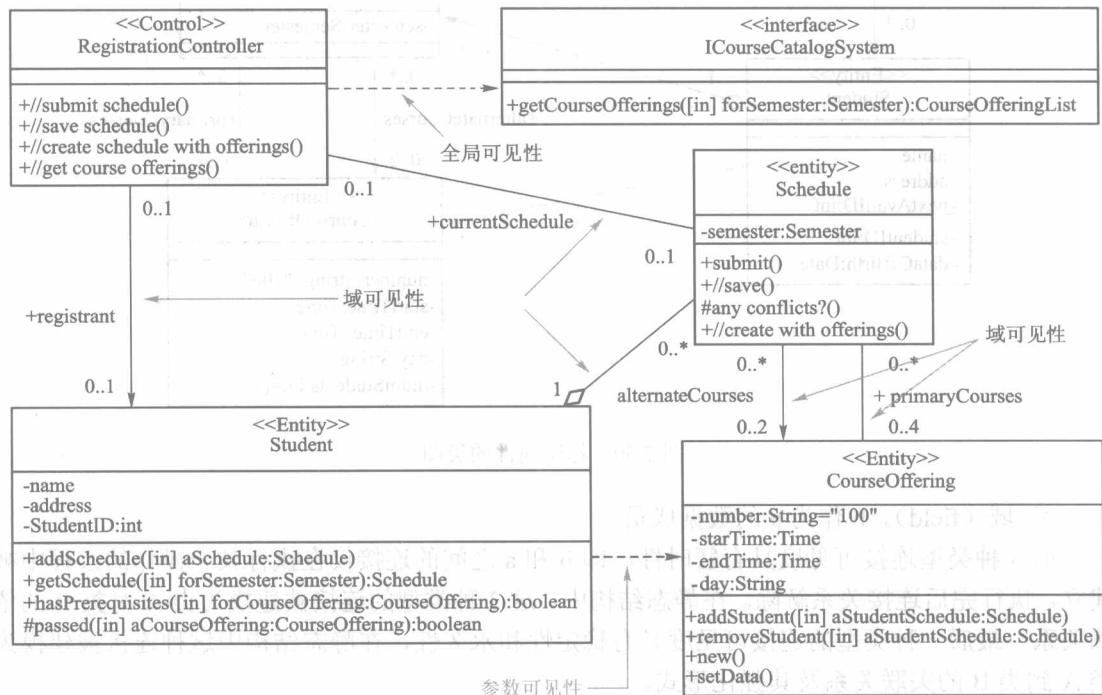 <<Control>>
RegistrationController
+//submit schedule()
+//save schedule()
+//create schedule with offerings()
+//get course offerings()
<<interface>>
ICourseCatalogSystem
+getCourseOfferings([in] forSemester:Semester):CourseOfferingList
全局可见性
0..1
0..1
+currentSchedule
0..1
<<entity>>
Schedule
-semester:Semester
+submit()
+//save()
#any conflicts?()
+//create with offerings()
域可见性
+registrant
0..1
域可见性
0..*
1
0..*
0..*
alternateCourses
+ primaryCourses
0..2
0..4
<<Entity>>
Student
-name
-address
-StudentID:int
+addSchedule([in] aSchedule:Schedule)
+getSchedule([in] forSemester:Semester):Schedule
+hasPrerequisites([in] forCourseOffering:CourseOffering):boolean
#passed([in] aCourseOffering:CourseOffering):boolean
<<Entity>>
CourseOffering
-number:String="100"
-starTime:Time
-endTime:Time
-day:String
+addStudent([in] aStudentSchedule:Schedule)
+removeStudent([in] aStudentSchedule:Schedule)
+new()
+setData()
参数可见性